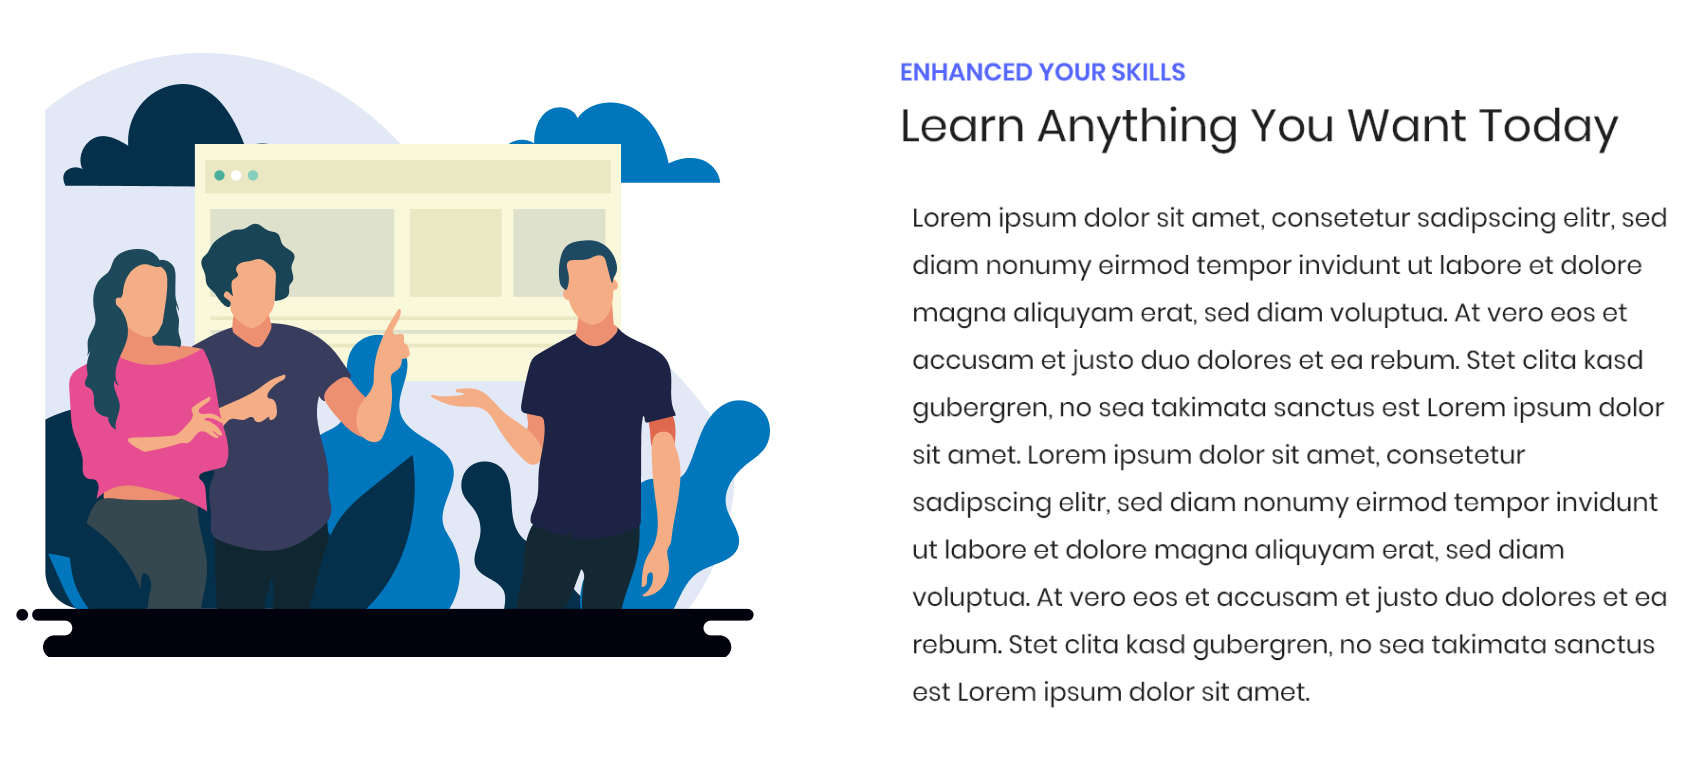 ENHANCED YOUR SKILLS
Learn Anything You Want Today
Lorem ipsum dolor sit amet, consetetur sadipscing elitr, sed
diam nonumy eirmod tempor invidunt ut labore et dolore
magna aliquyam erat, sed diam voluptua. At vero eos et
accusam et justo duo dolores et ea rebum. Stet clita kasd
gubergren, no sea takimata sanctus est Lorem ipsum dolor
sit amet. Lorem ipsum dolor sit amet, consetetur
sadipscing elitr, sed diam nonumy eirmod tempor invidunt
ut labore et dolore magna aliquyam erat, sed diam
voluptua. At vero eos et accusam et justo duo dolores et ea
rebum. Stet clita kasd gubergren, no sea takimata sanctus
est Lorem ipsum dolor sit amet.